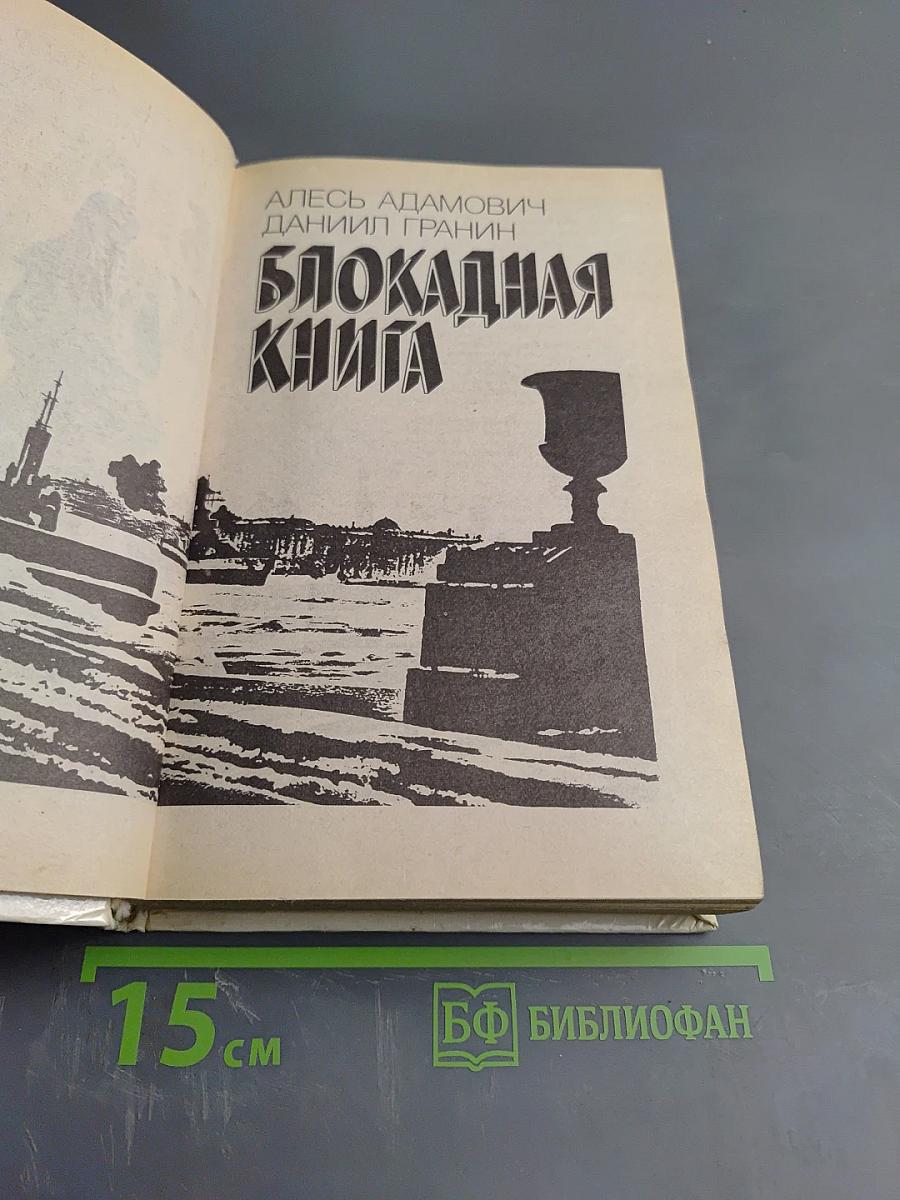 АЛЕСЬ АДАМОВИЧ
ДАНИИЛ ГРАНИН
БЛОКАДНАЯ
КНИГА
15 см
БФ БИБЛИОФАН